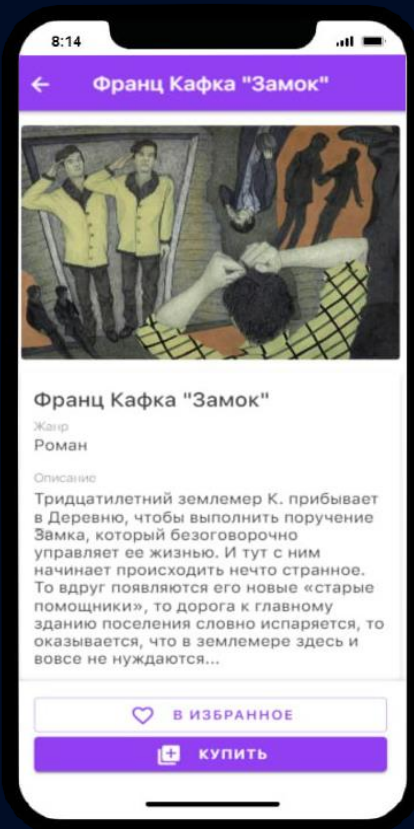 8:14
Франц Кафка "Замок"
Франц Кафка "Замок"
Жанр
Роман
Описание
Тридцатилетний землемер К. прибывает
в Деревню, чтобы выполнить поручение
Замка, который безоговорочно
управляет ее жизнью. И тут с ним
начинает происходить нечто странное.
То вдруг появляются его новые «старые
помощники», то дорога к главному
зданию поселения словно испаряется, то
оказывается, что в землемере здесь и
вовсе не нуждаются...
В ИЗБРАННОЕ
КУПИТЬ